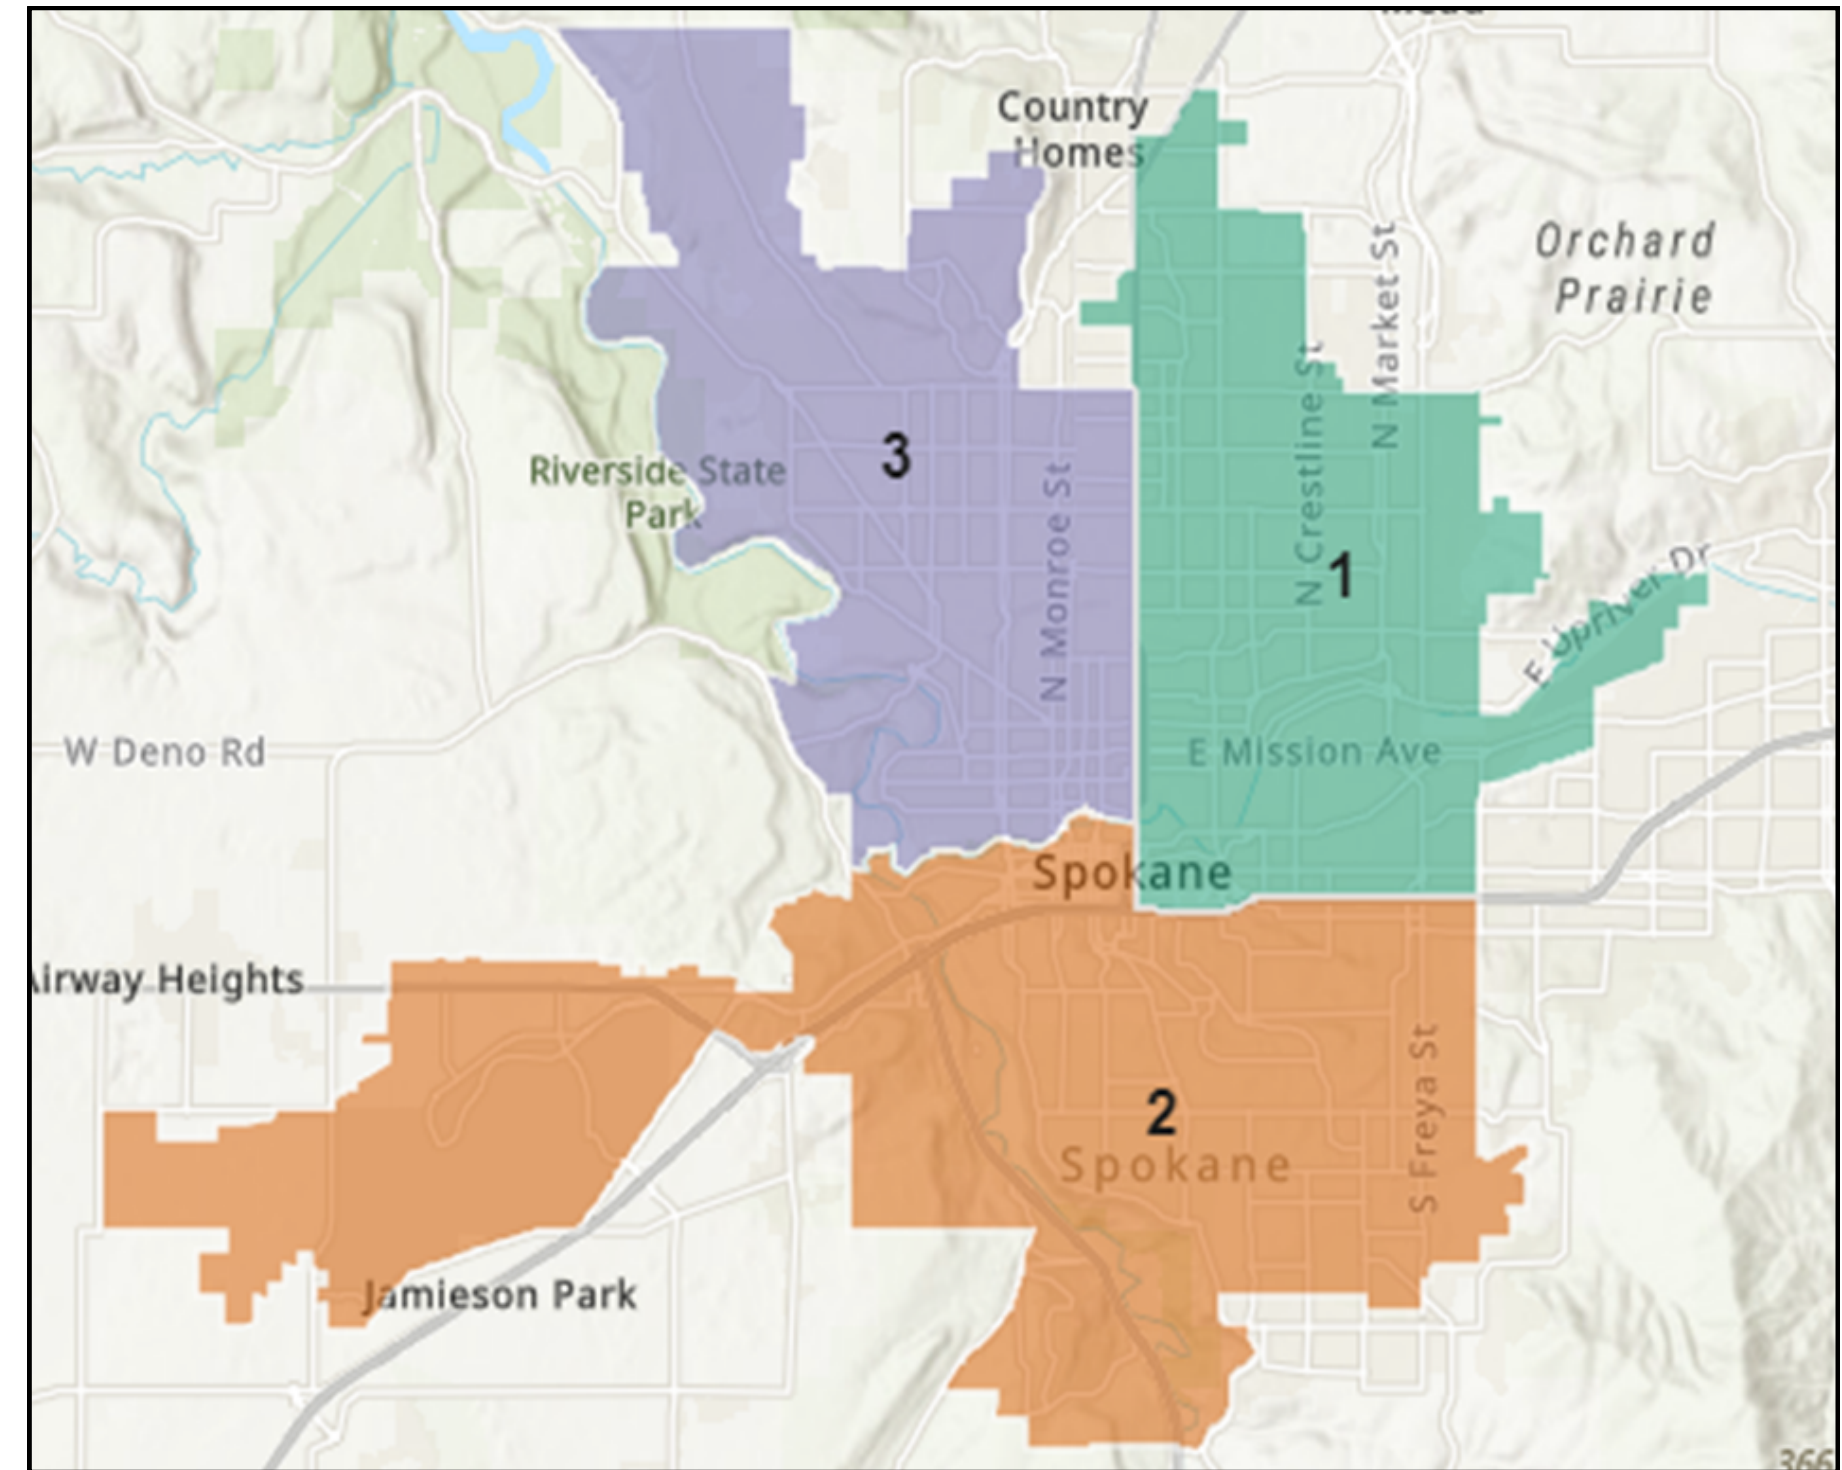 Country
Homes
Orchard
Prairie
N Market St
N Crestline St
3
Riverside State
Park
N Monroe St
1
E Upriver Dr
W Deno Rd
E Mission Ave
Spokane
Airway Heights
2
Spokane
S Freya St
Jamieson Park
366